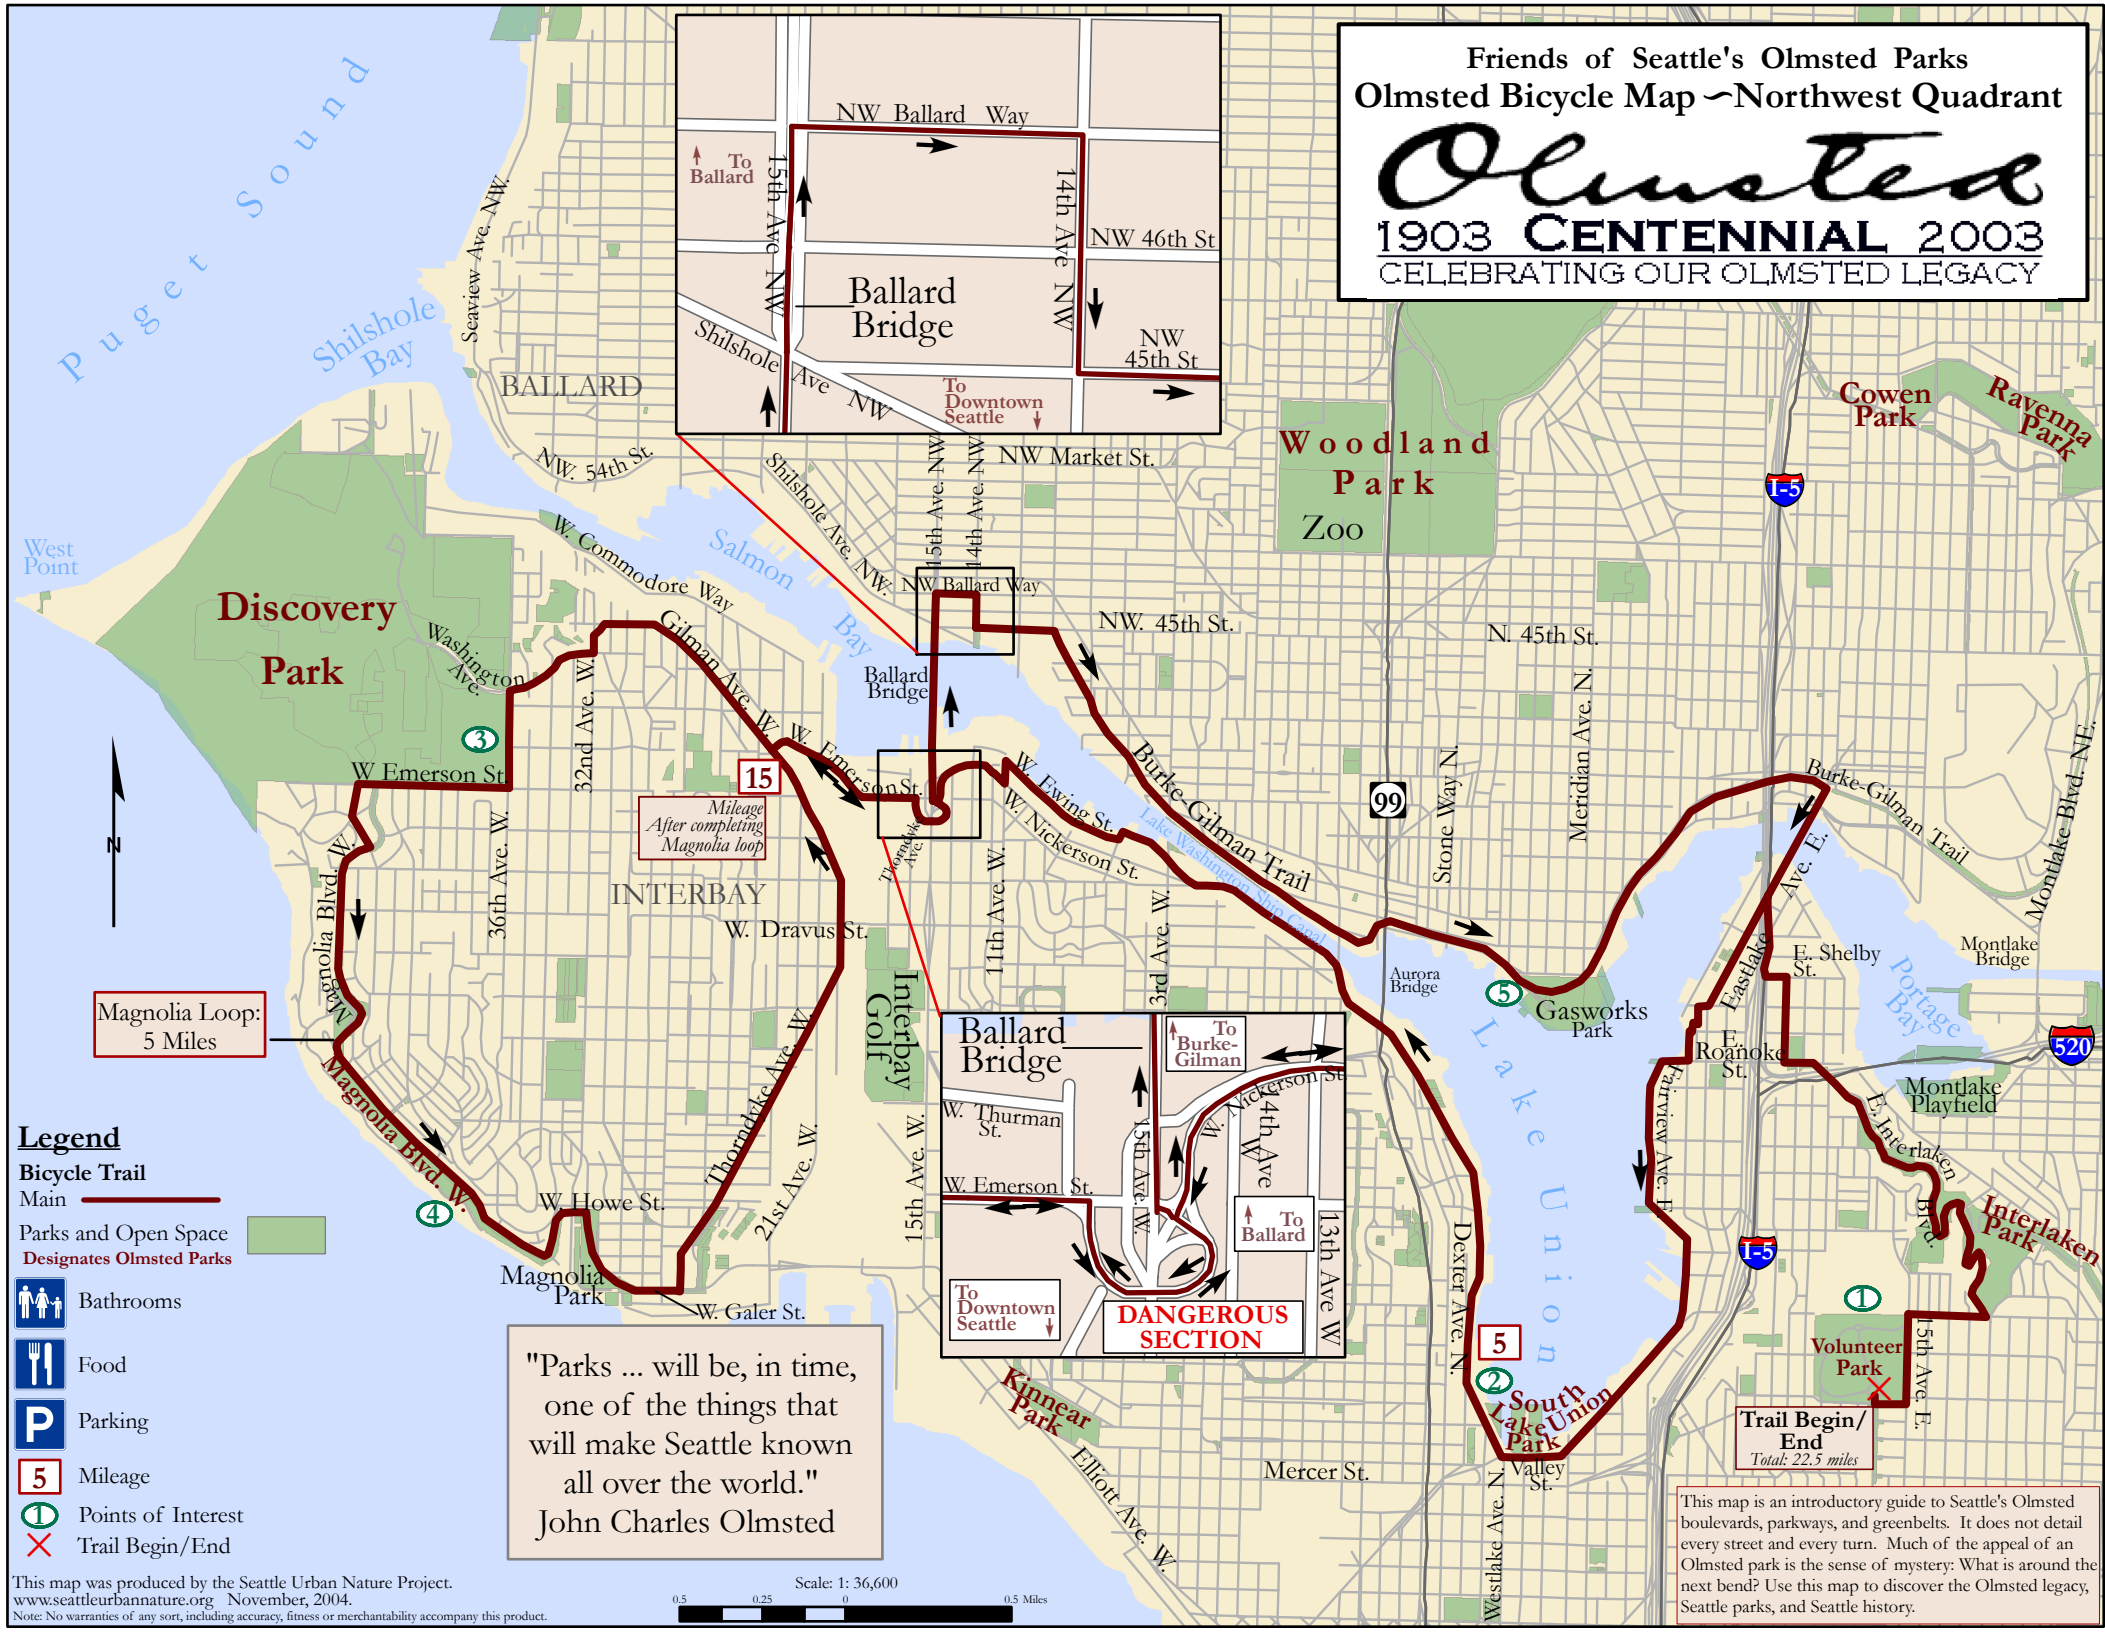 Friends of Seattle's Olmsted Parks
Olmsted Bicycle Map ~Northwest Quadrant
Olmsted
1903 CENTENNIAL 2003
CELEBRATING OUR OLMSTED LEGACY
Puget Sound
Shilshole
Bay
Seaview Ave. NW.
BALLARD
NW. 54th St.
NW Ballard Way
To
Ballard
15th Ave NW
14th Ave NW
NW 46th St
Ballard
Bridge
NW
45th St
Shilshole Ave NW
To
Downtown
Seattle
Shilshole Ave. NW.
15th Ave. NW
14th Ave. NW
NW Market St.
NW Ballard Way
NW. 45th St.
Woodland
Park
Zoo
Cowen
Park
Ravenna
Park
I-5
West
Point
Discovery
Park
Washington
Ave.
W. Commodore Way
Salmon
Bay
Gilman Ave. W.
32nd Ave. W.
Ballard
Bridge
N. 45th St.
Meridian Ave. N.
Stone Way N.
99
3
W Emerson St.
36th Ave. W.
15
Mileage
After completing
Magnolia loop
W. Emerson St.
Thorndyke
Ave.
W. Ewing St.
W. Nickerson St.
Burke-Gilman Trail
Lake Washington Ship Canal
Burke-Gilman Trail
Montlake Blvd. NE.
N
INTERBAY
W. Dravus St.
11th Ave. W.
3rd Ave. W.
Magnolia Blvd. W.
Magnolia
Interbay
Golf
Aurora
Bridge
5
Gasworks
Park
Eastlake Ave. E.
E. Shelby
St.
Portage
Bay
Montlake
Bridge
520
E.
Roanoke
St.
Montlake
Playfield
Magnolia Loop:
5 Miles
Magnolia Blvd. W.
4
W. Howe St.
Thorndyke Ave. W.
21st Ave. W.
15th Ave. W.
Magnolia
Park
W. Galer St.
Ballard
Bridge
To
Burke-
Gilman
W. Thurman
St.
W. Nickerson St.
14th Ave
W
15th Ave. W.
W. Emerson St.
To
Ballard
13th Ave W
To
Downtown
Seattle
DANGEROUS
SECTION
Lake Union
Fairview Ave. E.
Dexter Ave. N.
E. Interlaken
Blvd.
Interlaken
Park
I-5
1
Volunteer
Park
15th Ave. E.
5
2
South
Lake Union
Park
Valley
St.
Westlake Ave. N.
Mercer St.
Kinnear
Park
Elliott Ave. W.
Trail Begin/
End
Total: 22.5 miles
Legend
Bicycle Trail
Main
Parks and Open Space
Designates Olmsted Parks
Bathrooms
Food
P Parking
5 Mileage
1 Points of Interest
Trail Begin/End
"Parks ... will be, in time,
one of the things that
will make Seattle known
all over the world."
John Charles Olmsted
This map was produced by the Seattle Urban Nature Project.
www.seattleurbannature.org November, 2004.
Note: No warranties of any sort, including accuracy, fitness or merchantability accompany this product.
Scale: 1: 36,600
0.5 0.25 0 0.5 Miles
This map is an introductory guide to Seattle's Olmsted
boulevards, parkways, and greenbelts. It does not detail
every street and every turn. Much of the appeal of an
Olmsted park is the sense of mystery: What is around the
next bend? Use this map to discover the Olmsted legacy,
Seattle parks, and Seattle history.